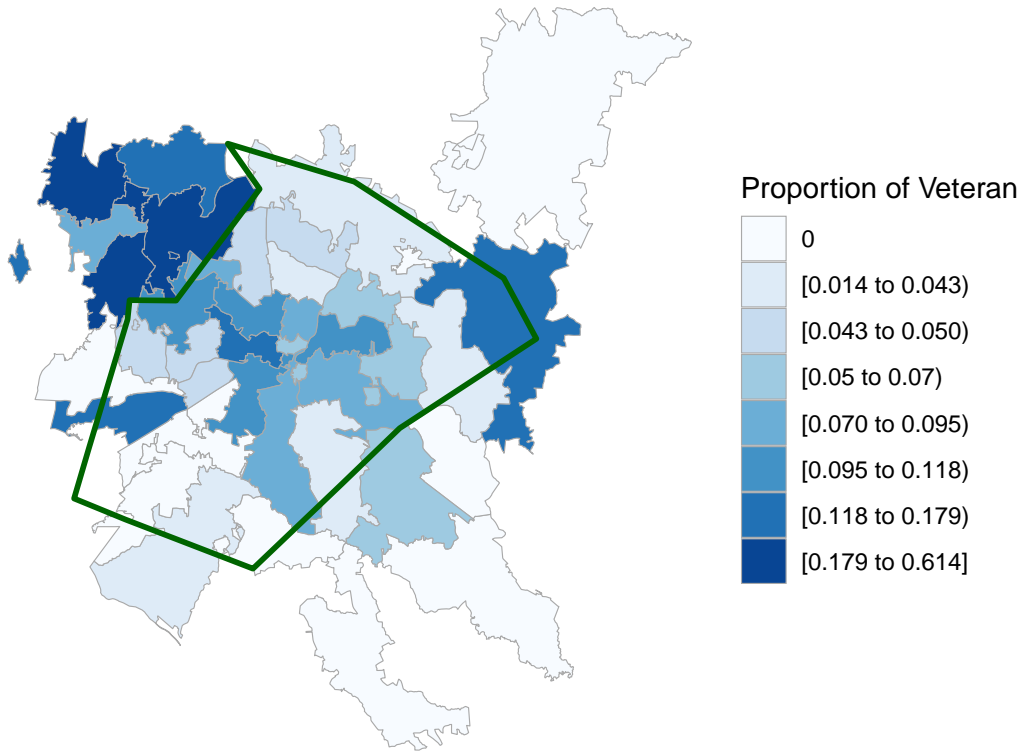 Proportion of Veteran
0
[0.014 to 0.043)
[0.043 to 0.050)
[0.05 to 0.07)
[0.070 to 0.095)
[0.095 to 0.118)
[0.118 to 0.179)
[0.179 to 0.614]